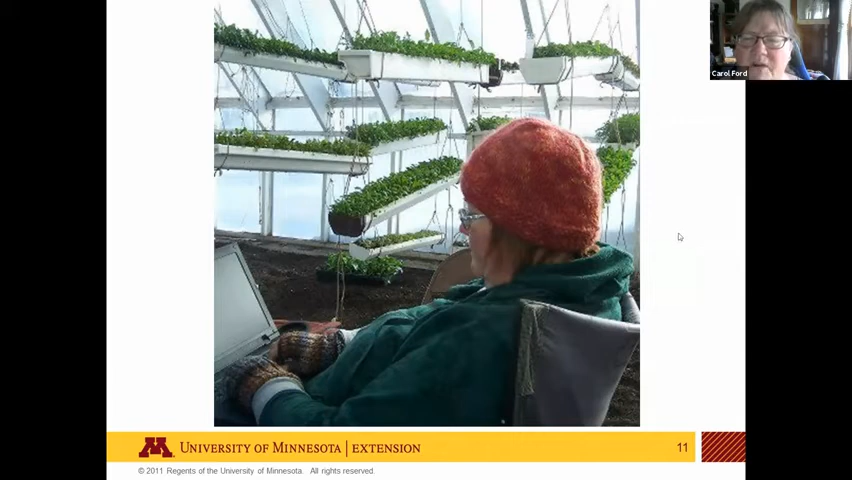 Carol Ford
M
UNIVERSITY OF MINNESOTA | EXTENSION
11
© 2011 Regents of the University of Minnesota. All rights reserved.